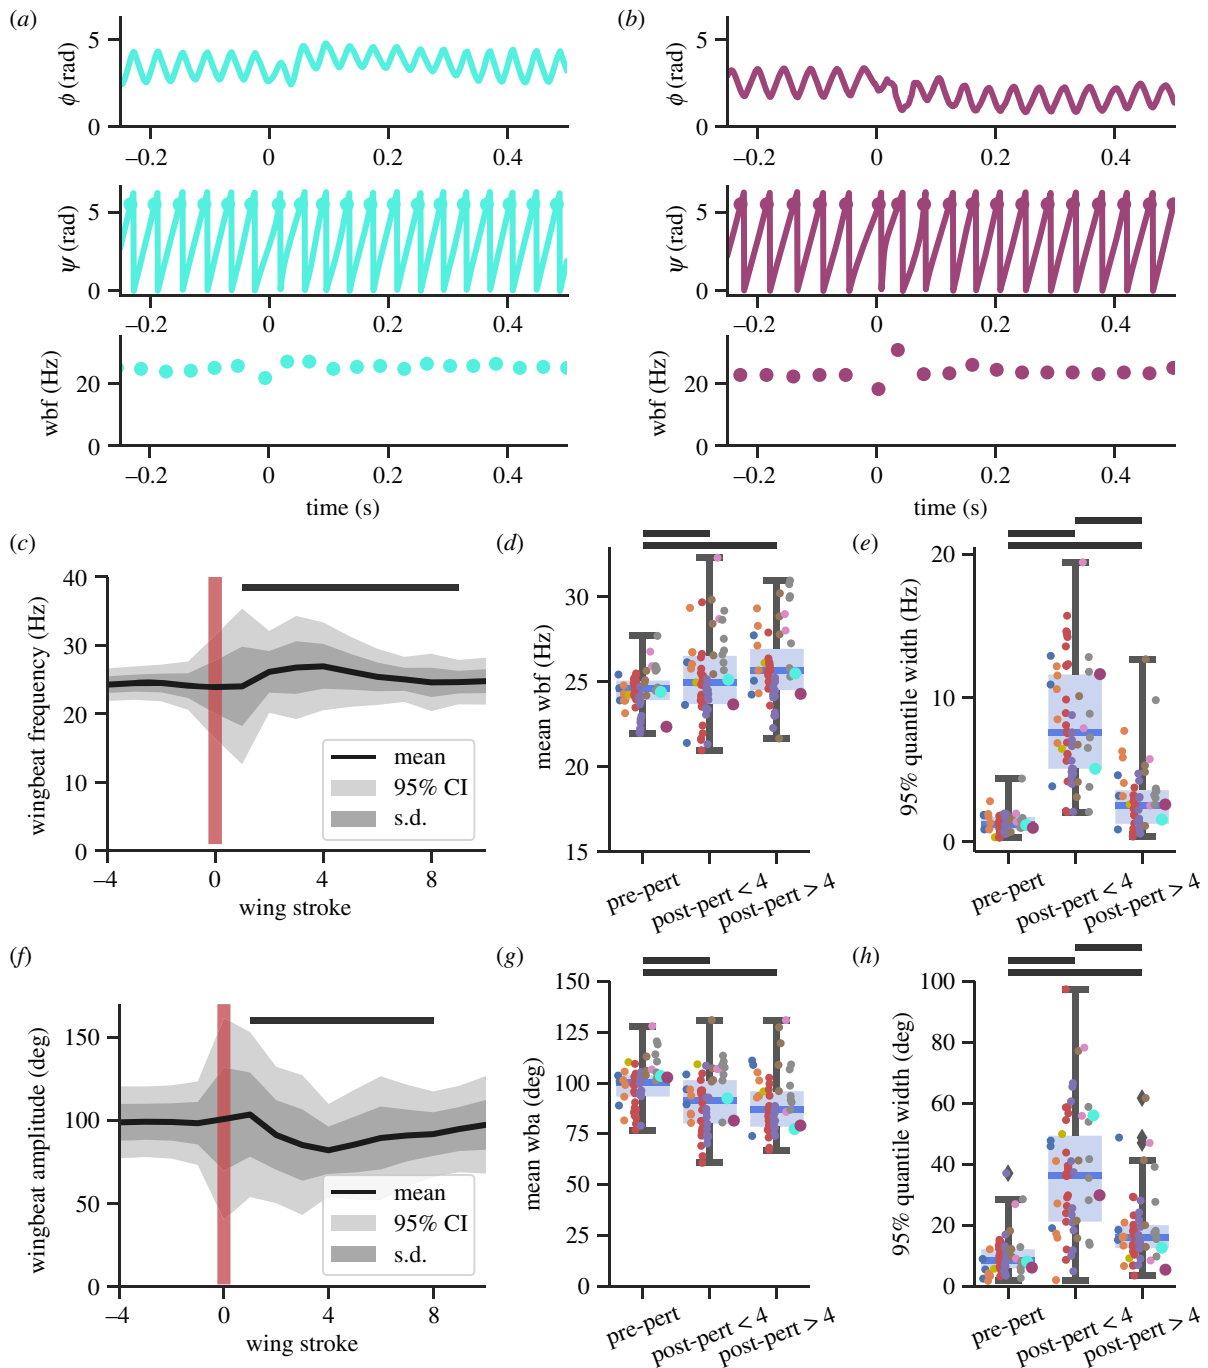 (a)
ϕ (rad)
5
0
–0.2
0
0.2
0.4
ψ (rad)
5
0
–0.2
0
0.2
0.4
wbf (Hz)
20
0
–0.2
0
0.2
0.4
time (s)
(b)
ϕ (rad)
5
0
–0.2
0
0.2
0.4
ψ (rad)
5
0
–0.2
0
0.2
0.4
wbf (Hz)
20
0
–0.2
0
0.2
0.4
time (s)
(c)
wingbeat frequency (Hz)
40
30
20
10
0
–4
0
4
8
wing stroke
mean
95% CI
s.d.
(d)
mean wbf (Hz)
30
25
20
15
pre-pert
post-pert < 4
post-pert > 4
(e)
95% quantile width (Hz)
20
10
0
pre-pert
post-pert < 4
post-pert > 4
(f)
wingbeat amplitude (deg)
150
100
50
0
–4
0
4
8
wing stroke
mean
95% CI
s.d.
(g)
mean wba (deg)
150
125
100
75
50
25
0
pre-pert
post-pert < 4
post-pert > 4
(h)
95% quantile width (deg)
100
80
60
40
20
0
pre-pert
post-pert < 4
post-pert > 4